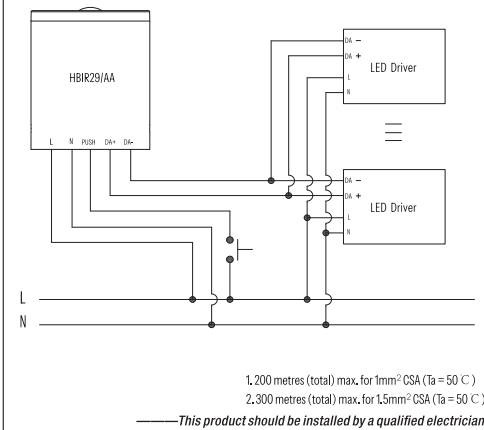 HBIR29/AA
L N PUSH DA+ DA-
DA -
DA +
L
N
LED Driver
DA -
DA +
L
N
LED Driver
L
N
1. 200 metres (total) max. for 1mm² CSA (Ta = 50 ℃)
2. 300 metres (total) max. for 1.5mm² CSA (Ta = 50 ℃)
———This product should be installed by a qualified electrician